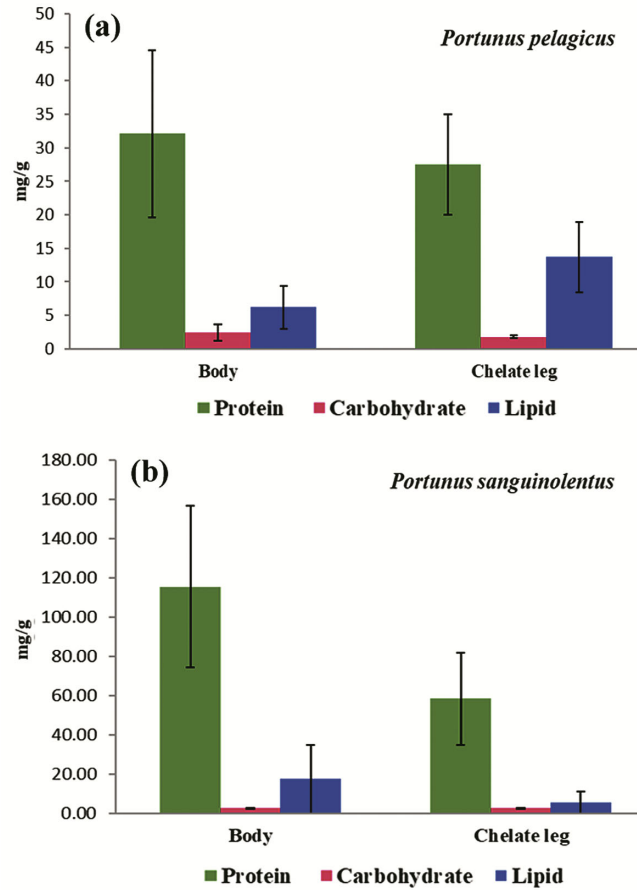 (a)
Portunus pelagicus
50
45
40
35
30
25
20
15
10
5
0
mg/g
Body
Chelate leg
Protein
Carbohydrate
Lipid
(b)
Portunus sanguinolentus
180.00
160.00
140.00
120.00
100.00
80.00
60.00
40.00
20.00
0.00
mg/g
Body
Chelate leg
Protein
Carbohydrate
Lipid